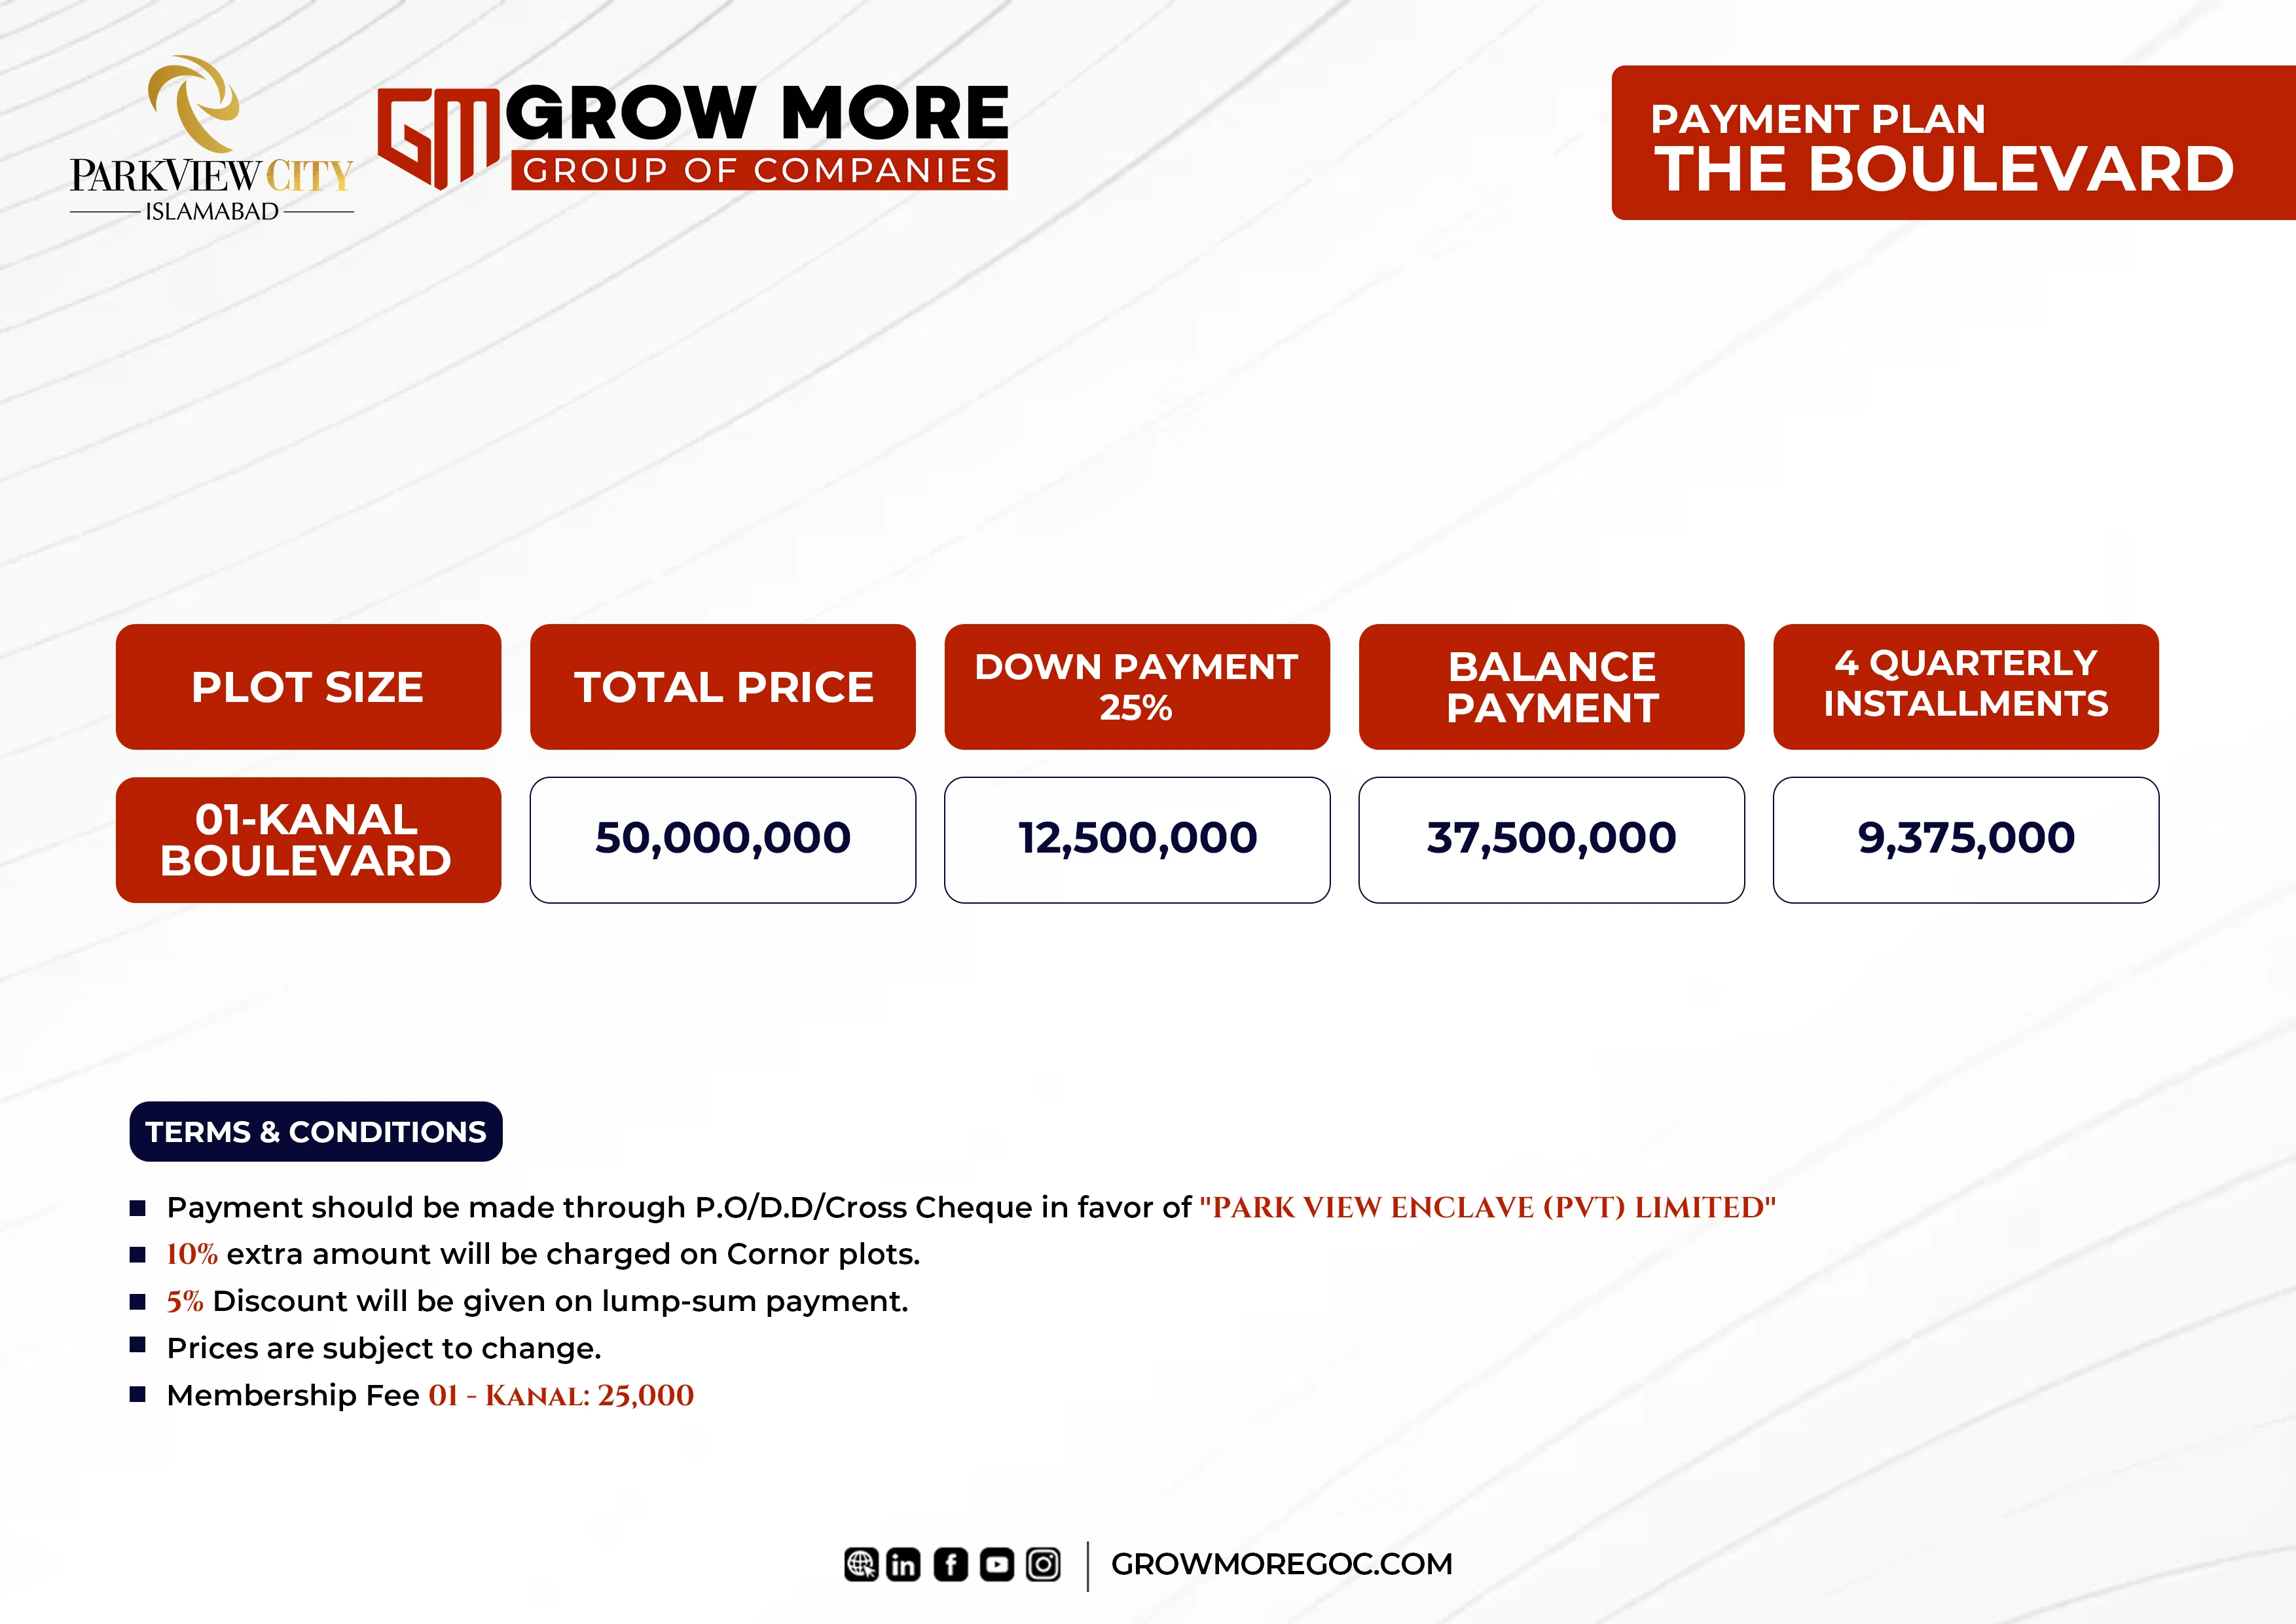 PARKVIEW CITY
ISLAMABAD
GM GROW MORE
GROUP OF COMPANIES
PAYMENT PLAN
THE BOULEVARD
PLOT SIZE
TOTAL PRICE
DOWN PAYMENT
25%
BALANCE
PAYMENT
4 QUARTERLY
INSTALLMENTS
01-KANAL
BOULEVARD
50,000,000
12,500,000
37,500,000
9,375,000
TERMS & CONDITIONS
Payment should be made through P.O/D.D/Cross Cheque in favor of "PARK VIEW ENCLAVE (PVT) LIMITED"
10% extra amount will be charged on Cornor plots.
5% Discount will be given on lump-sum payment.
Prices are subject to change.
Membership Fee 01 - Kanal: 25,000
GROWMOREGOC.COM